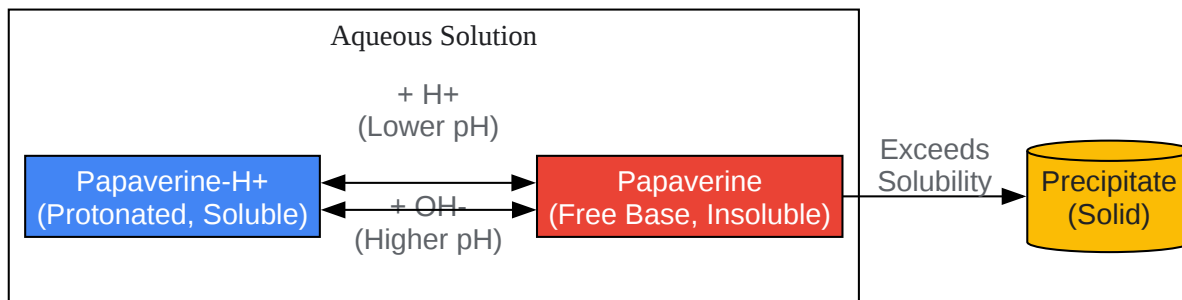 Aqueous Solution
+ H+
(Lower pH)
Papaverine-H+
(Protonated, Soluble)
+ OH-
(Higher pH)
Papaverine
(Free Base, Insoluble)
Exceeds
Solubility
Precipitate
(Solid)